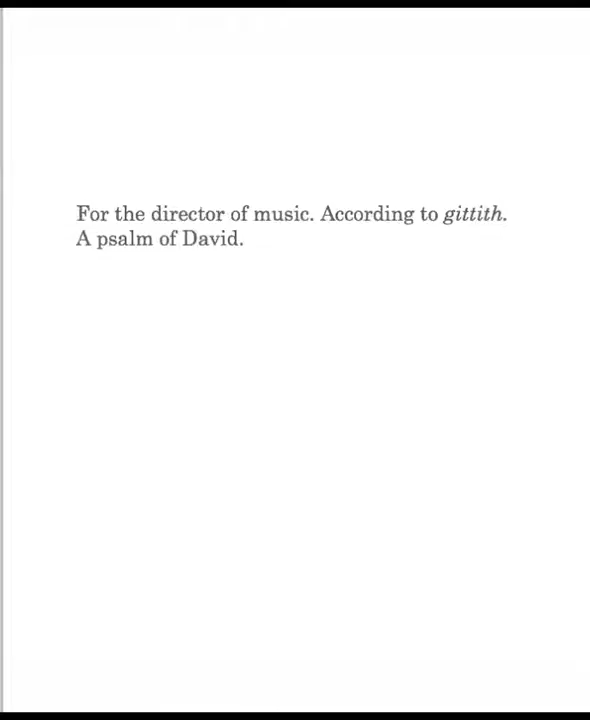 For the director of music. According to gittith.
A psalm of David.